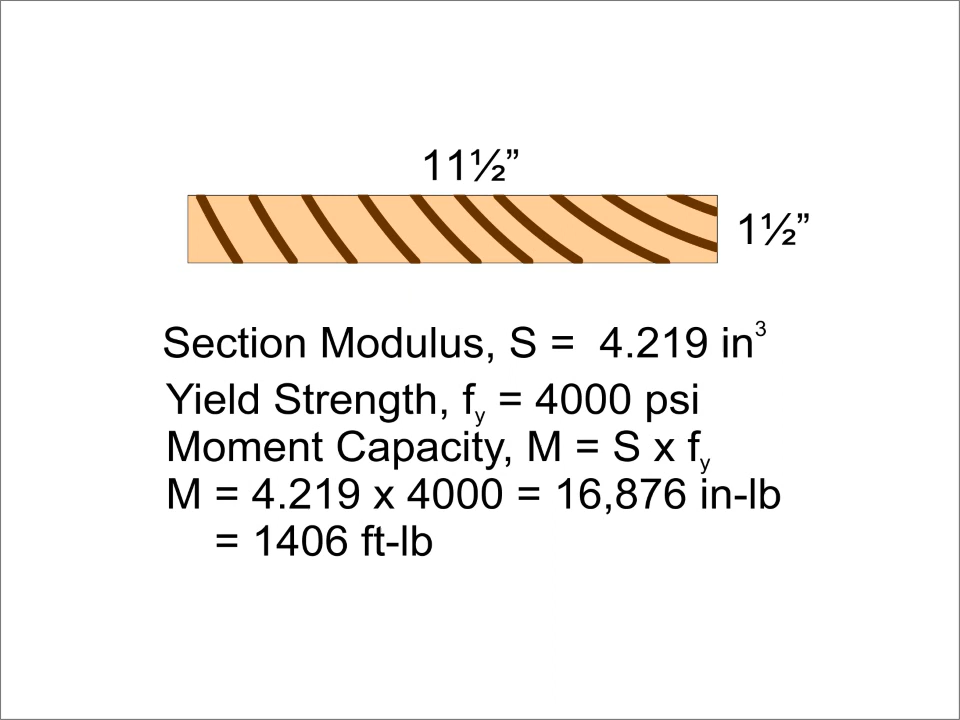 11½”
1½”
Section Modulus, S = 4.219 in³
Yield Strength, fy = 4000 psi
Moment Capacity, M = S x fy
M = 4.219 x 4000 = 16,876 in-lb
= 1406 ft-lb